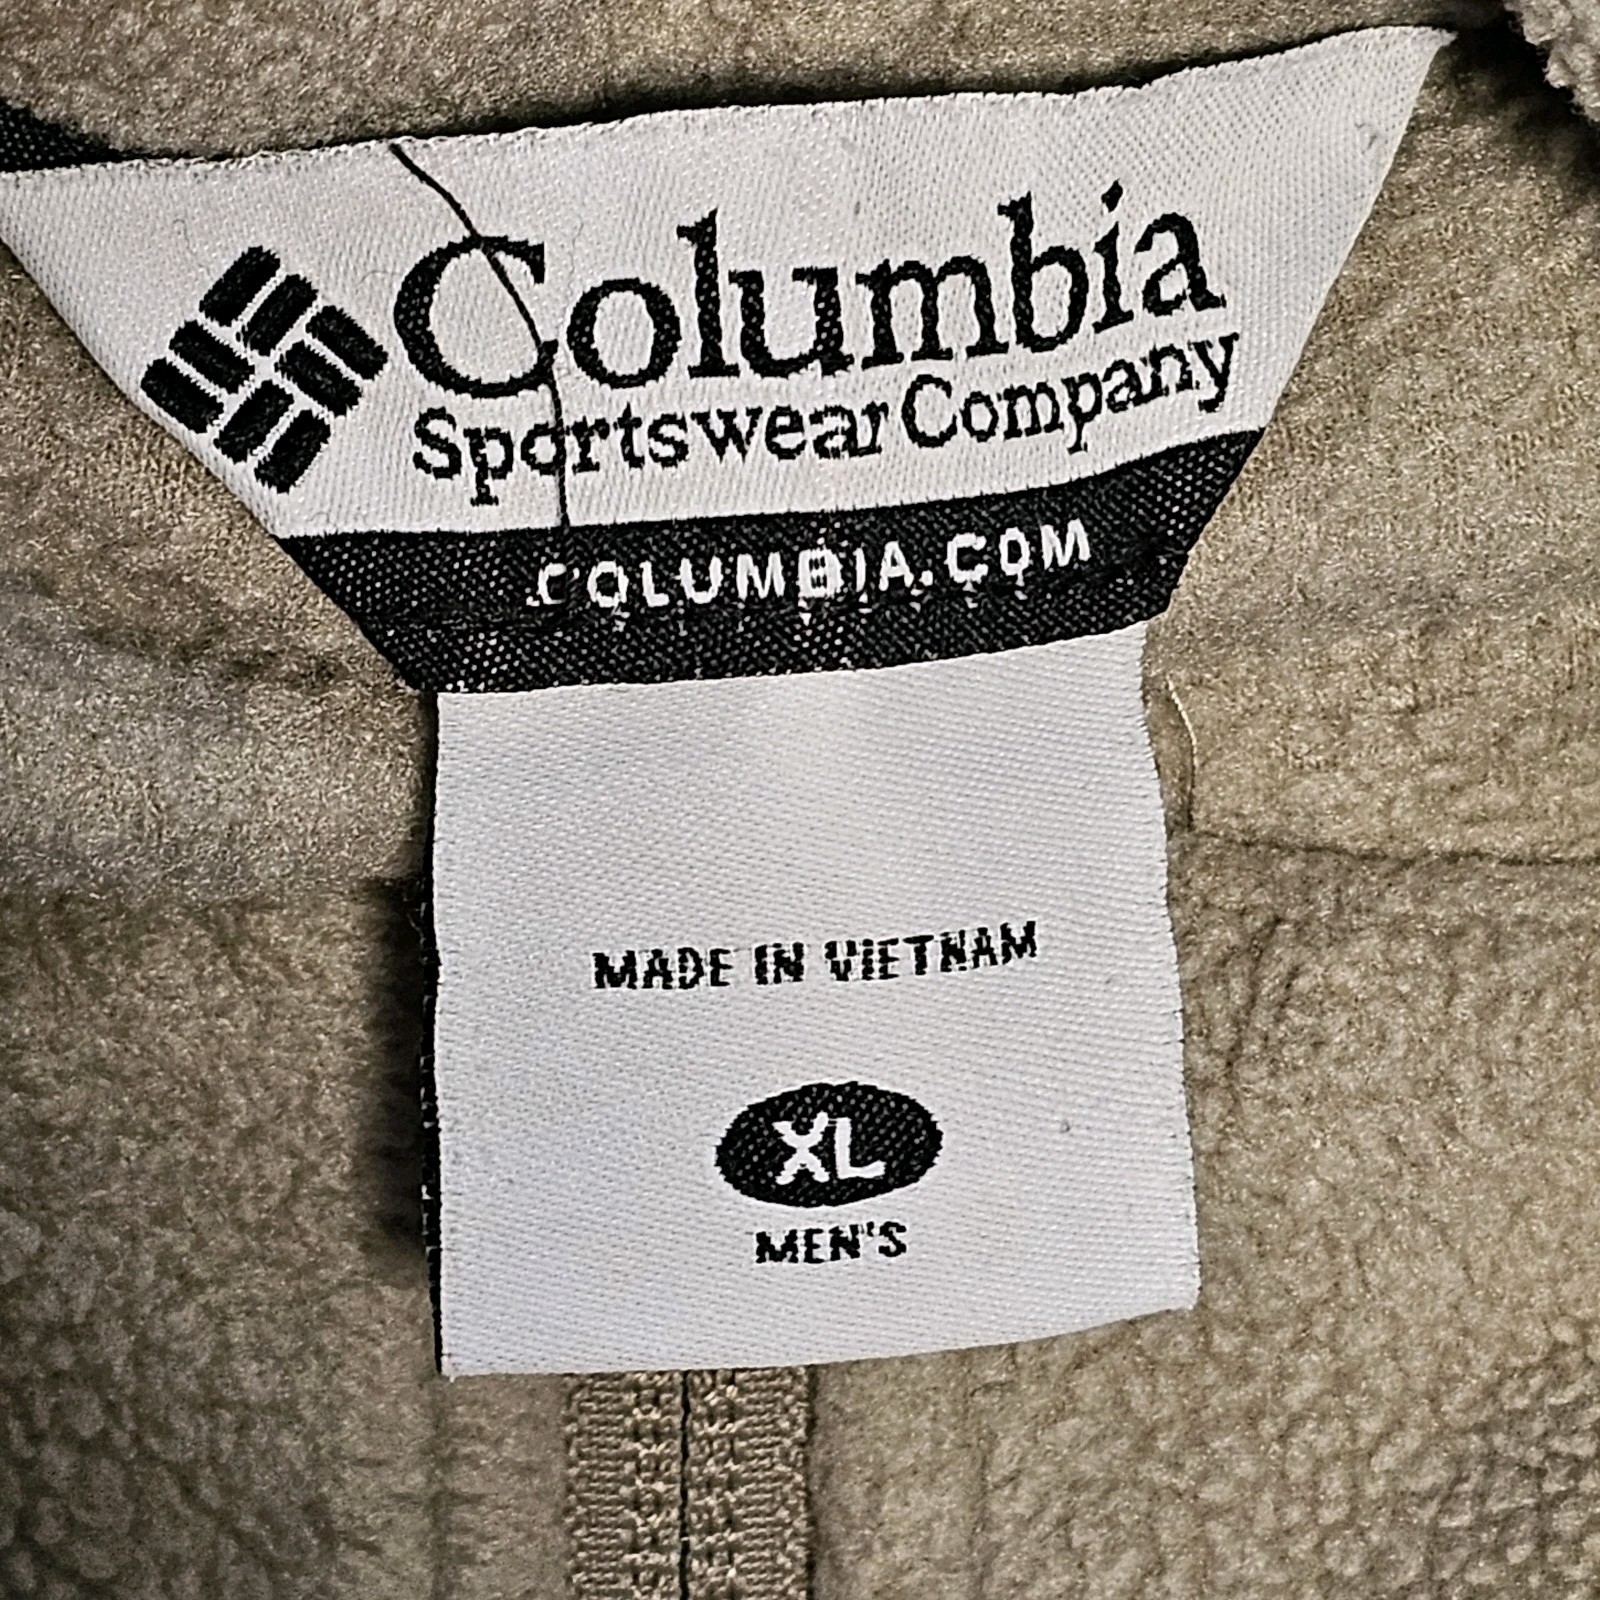 Columbia
Sportswear Company
COLUMBIA.COM
MADE IN VIETNAM
XL
MEN'S